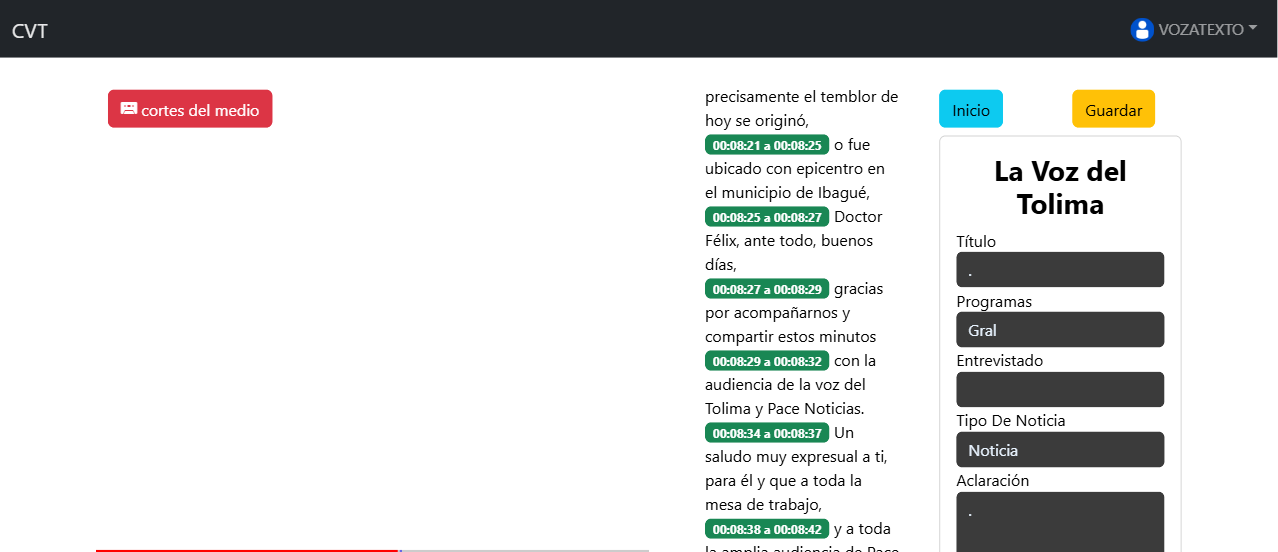 CVT
VOZATEXTO
cortes del medio
precisamente el temblor de
hoy se originó,
00:08:21 a 00:08:25 o fue
ubicado con epicentro en
el municipio de Ibagué,
00:08:25 a 00:08:27 Doctor
Félix, ante todo, buenos
días,
00:08:27 a 00:08:29 gracias
por acompañarnos y
compartir estos minutos
00:08:29 a 00:08:32 con la
audiencia de la voz del
Tolima y Pace Noticias.
00:08:34 a 00:08:37 Un
saludo muy expresual a ti,
para él y que a toda la
mesa de trabajo,
00:08:38 a 00:08:42 y a toda
la amplia audiencia de Pace
Inicio
Guardar
La Voz del
Tolima
Título
.
Programas
Gral
Entrevistado
Tipo De Noticia
Noticia
Aclaración
.